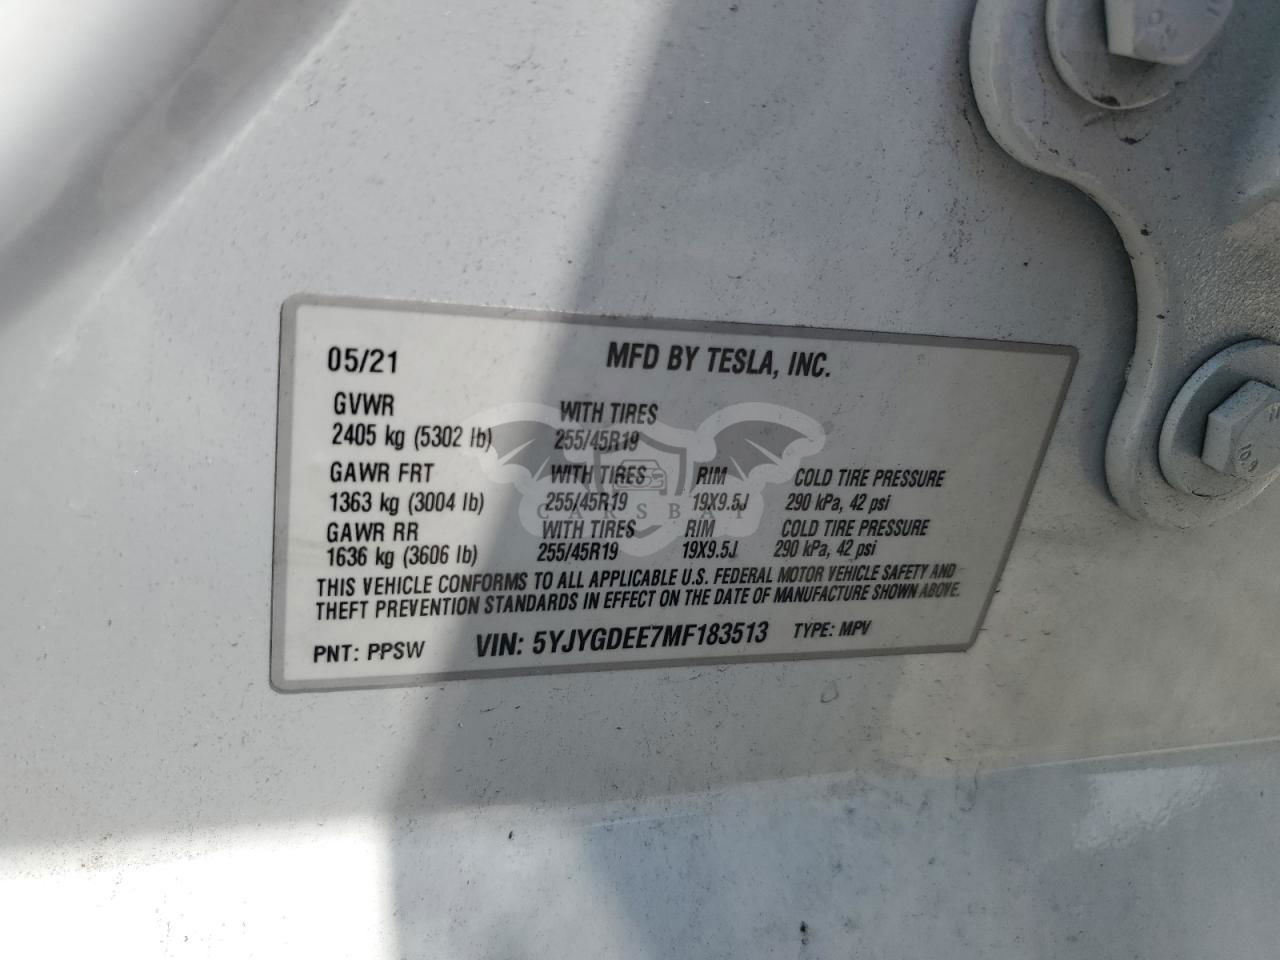 05/21 MFD BY TESLA, INC.
GVWR WITH TIRES
2405 kg (5302 lb) 255/45R19
GAWR FRT WITH TIRES RIM COLD TIRE PRESSURE
1363 kg (3004 lb) 255/45R19 19X9.5J 290 kPa, 42 psi
GAWR RR WITH TIRES RIM COLD TIRE PRESSURE
1636 kg (3606 lb) 255/45R19 19X9.5J 290 kPa, 42 psi
THIS VEHICLE CONFORMS TO ALL APPLICABLE U.S. FEDERAL MOTOR VEHICLE SAFETY AND
THEFT PREVENTION STANDARDS IN EFFECT ON THE DATE OF MANUFACTURE SHOWN ABOVE.
PNT: PPSW VIN: 5YJYGDEE7MF183513 TYPE: MPV
CARSBAT
10.9